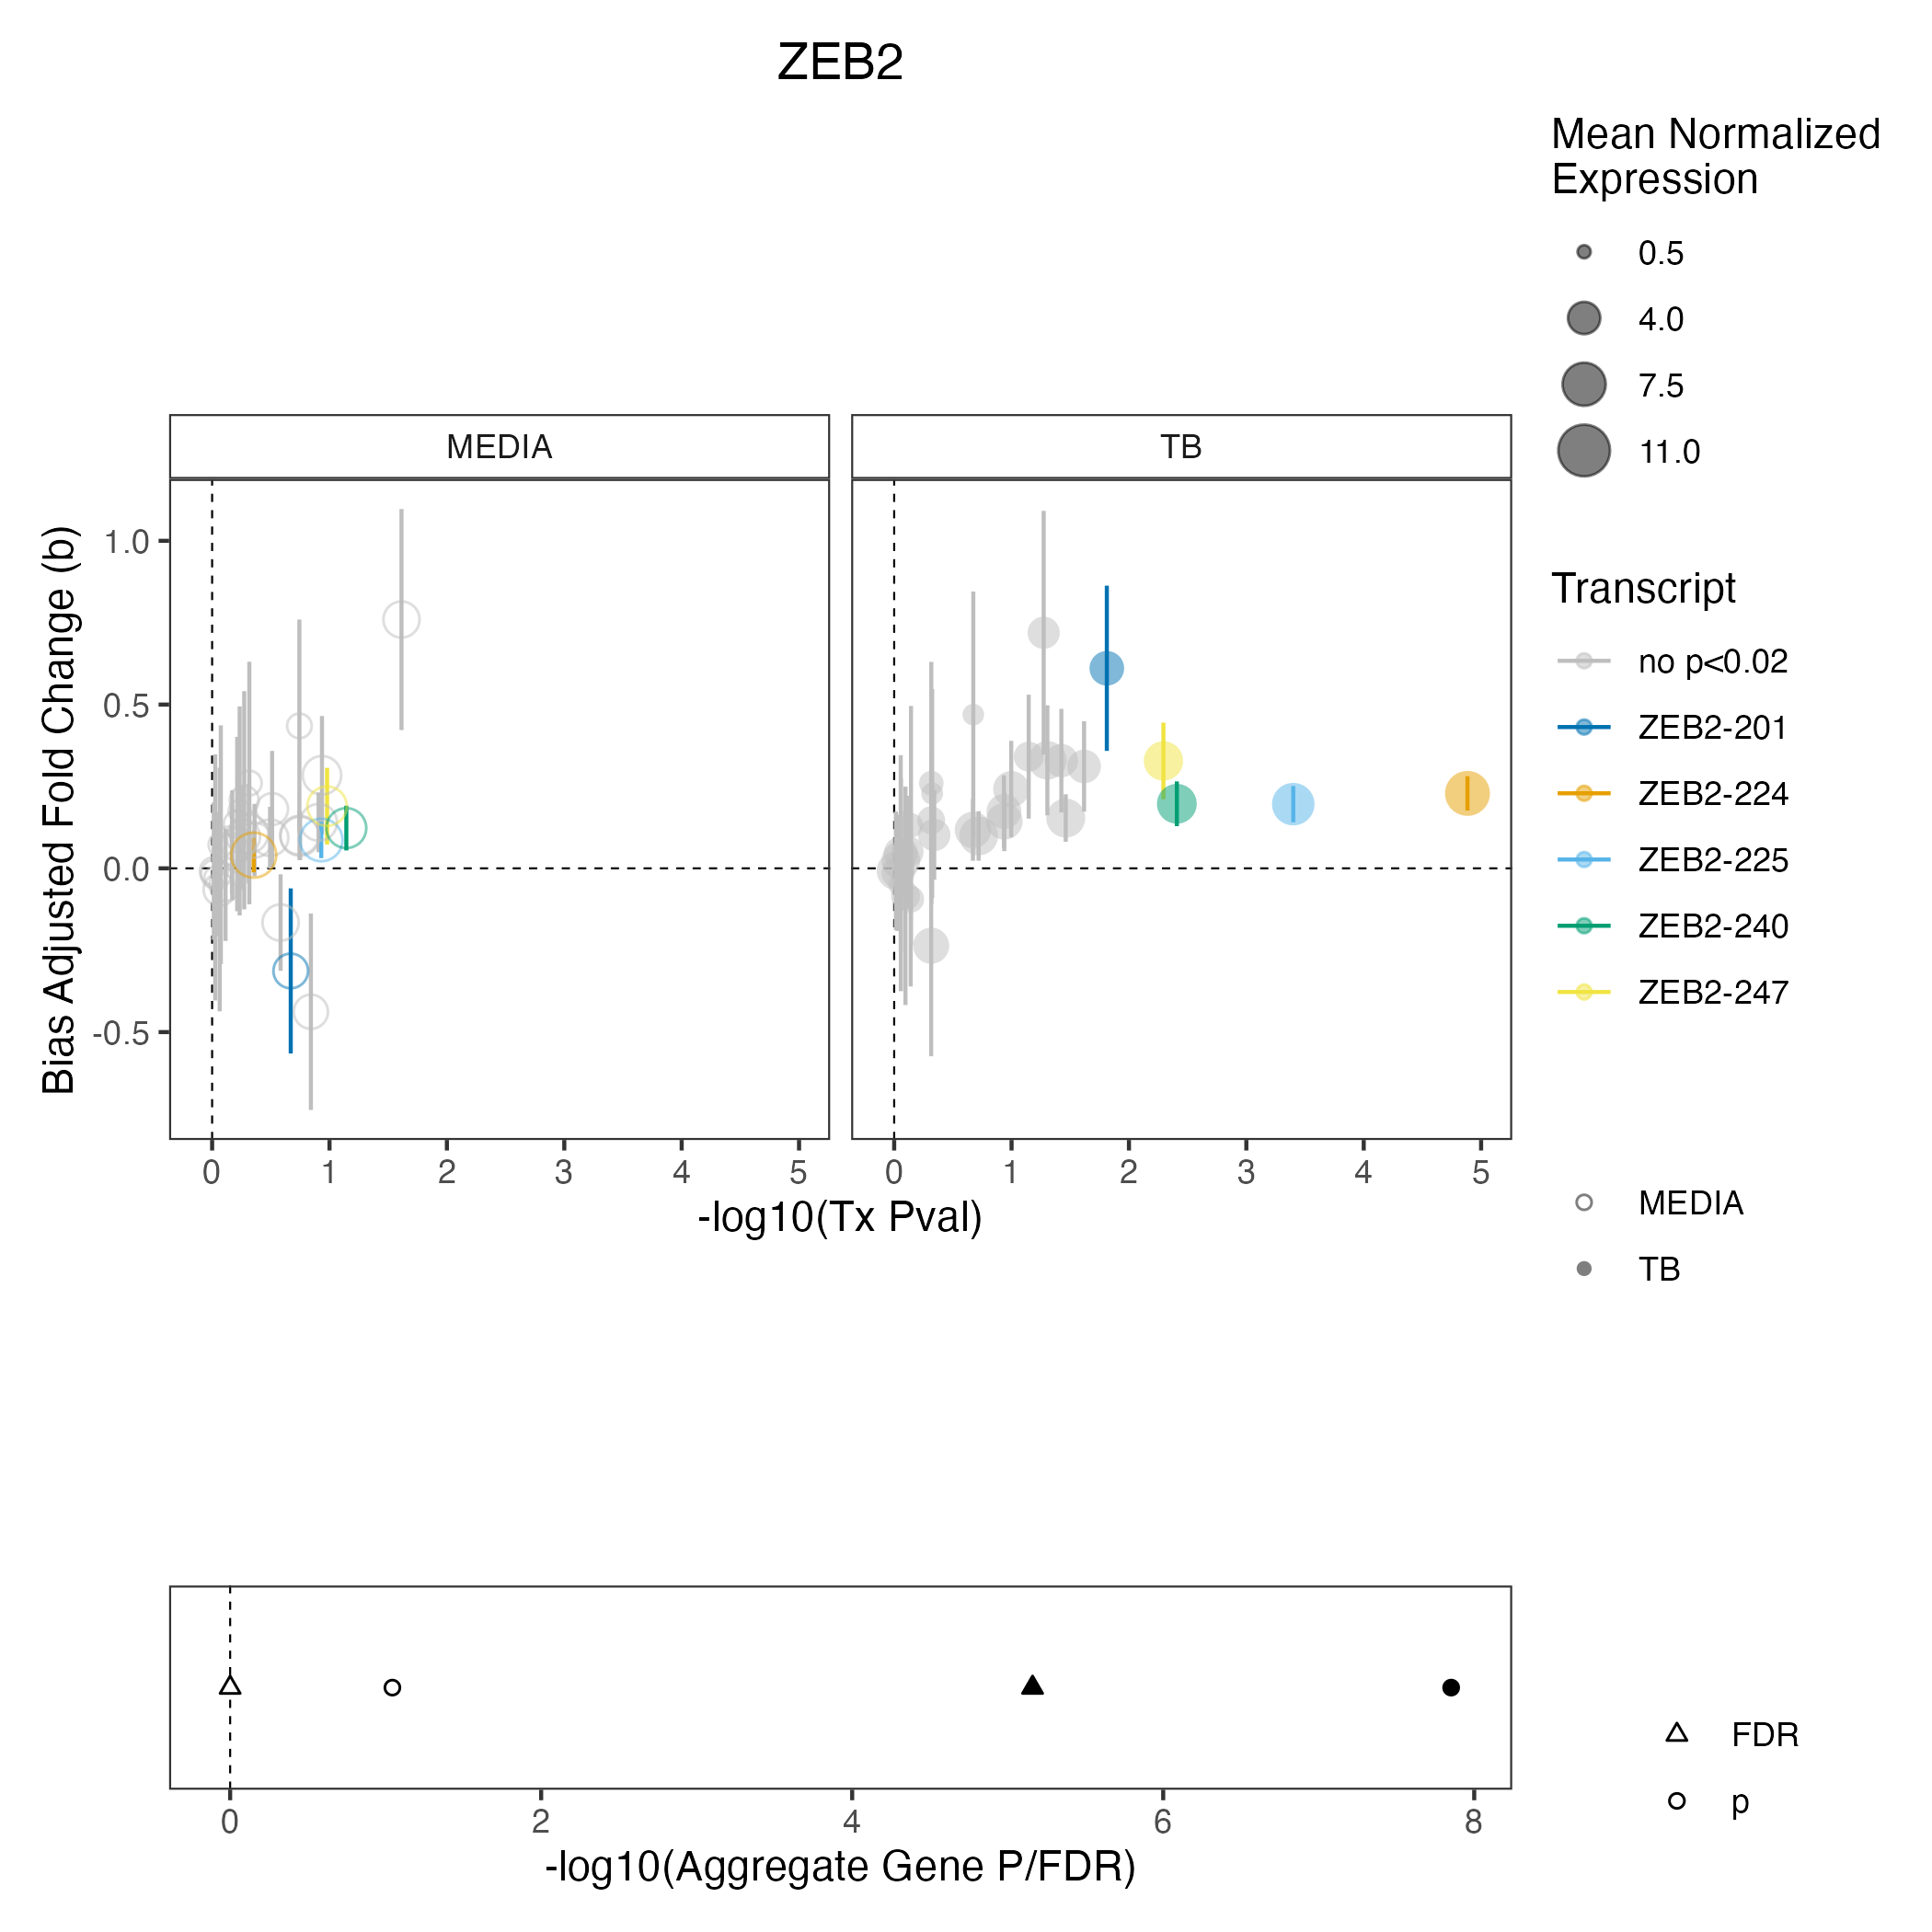 ZEB2
MEDIA
TB
Bias Adjusted Fold Change (b)
1.0
0.5
0.0
-0.5
0 1 2 3 4 5
0 1 2 3 4 5
-log10(Tx Pval)
Mean Normalized
Expression
0.5
4.0
7.5
11.0
Transcript
no p<0.02
ZEB2-201
ZEB2-224
ZEB2-225
ZEB2-240
ZEB2-247
MEDIA
TB
0 2 4 6 8
-log10(Aggregate Gene P/FDR)
FDR
p